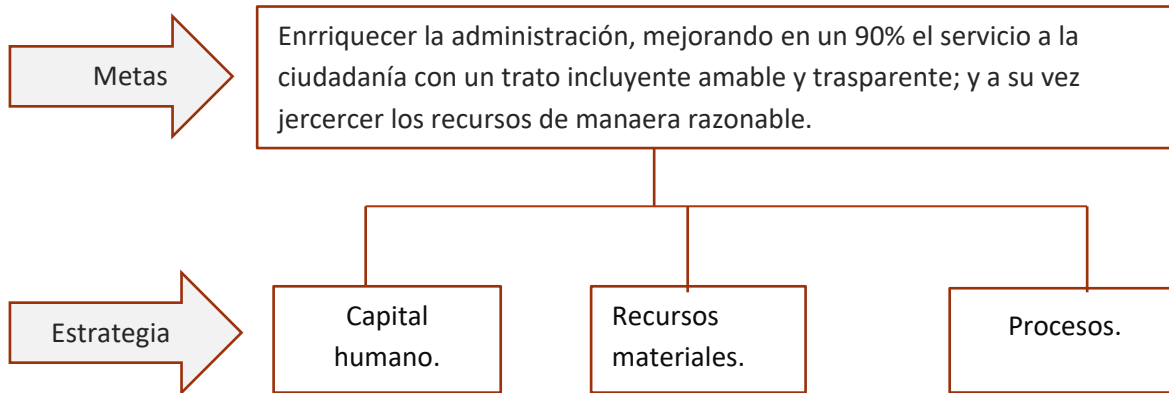 Metas
Enrriquecer la administración, mejorando en un 90% el servicio a la
ciudadanía con un trato incluyente amable y trasparente; y a su vez
jercercer los recursos de manaera razonable.
Estrategia
Capital
humano.
Recursos
materiales.
Procesos.